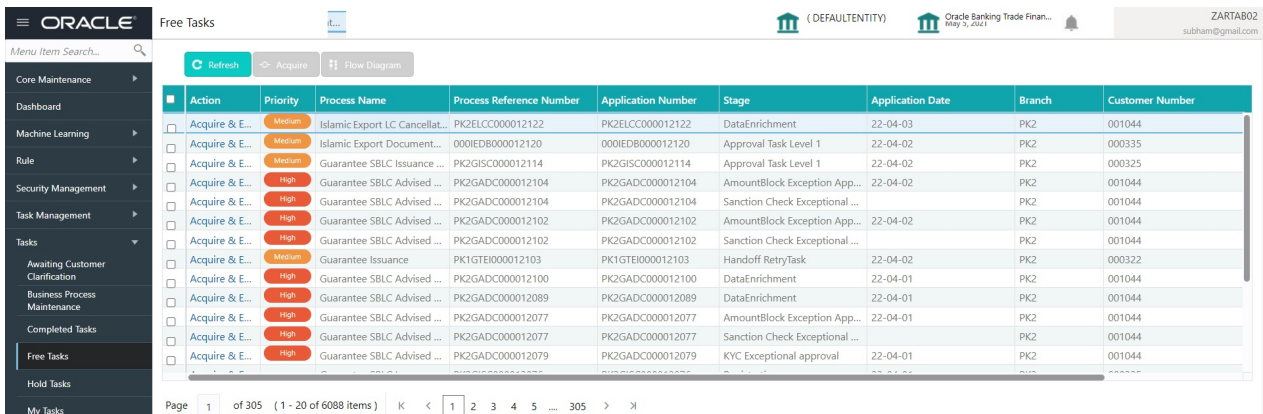 ORACLE
Free Tasks
( DEFAULTENTITY)
Oracle Banking Trade Finan...
May 5, 2021
ZARTAB02
subham@gmail.com
Menu Item Search...
Core Maintenance
Dashboard
Machine Learning
Rule
Security Management
Task Management
Tasks
Awaiting Customer
Clarification
Business Process
Maintenance
Completed Tasks
Free Tasks
Hold Tasks
My Tasks
Refresh Acquire Flow Diagram
Action Priority Process Name Process Reference Number Application Number Stage Application Date Branch Customer Number
Acquire & E... Medium Islamic Export LC Cancellat... PK2ELCC000012122 PK2ELCC000012122 DataEnrichment 22-04-03 PK2 001044
Acquire & E... Medium Islamic Export Document... 000IEDB000012120 000IEDB000012120 Approval Task Level 1 22-04-02 PK2 000335
Acquire & E... Medium Guarantee SBLC Issuance ... PK2GISC000012114 PK2GISC000012114 Approval Task Level 1 22-04-02 PK2 000325
Acquire & E... High Guarantee SBLC Advised ... PK2GADC000012104 PK2GADC000012104 AmountBlock Exception App... 22-04-02 PK2 001044
Acquire & E... High Guarantee SBLC Advised ... PK2GADC000012104 PK2GADC000012104 Sanction Check Exceptional ... PK2 001044
Acquire & E... High Guarantee SBLC Advised ... PK2GADC000012102 PK2GADC000012102 AmountBlock Exception App... 22-04-02 PK2 001044
Acquire & E... High Guarantee SBLC Advised ... PK2GADC000012102 PK2GADC000012102 Sanction Check Exceptional ... PK2 001044
Acquire & E... Medium Guarantee Issuance PK1GTEI000012103 PK1GTEI000012103 Handoff RetryTask 22-04-02 PK2 000322
Acquire & E... High Guarantee SBLC Advised ... PK2GADC000012100 PK2GADC000012100 DataEnrichment 22-04-01 PK2 001044
Acquire & E... High Guarantee SBLC Advised ... PK2GADC000012089 PK2GADC000012089 DataEnrichment 22-04-01 PK2 001044
Acquire & E... High Guarantee SBLC Advised ... PK2GADC000012077 PK2GADC000012077 AmountBlock Exception App... 22-04-01 PK2 001044
Acquire & E... High Guarantee SBLC Advised ... PK2GADC000012077 PK2GADC000012077 Sanction Check Exceptional ... PK2 001044
Acquire & E... High Guarantee SBLC Advised ... PK2GADC000012079 PK2GADC000012079 KYC Exceptional approval 22-04-01 PK2 001044
Page 1 of 305 ( 1 - 20 of 6088 items ) 1 2 3 4 5 .... 305